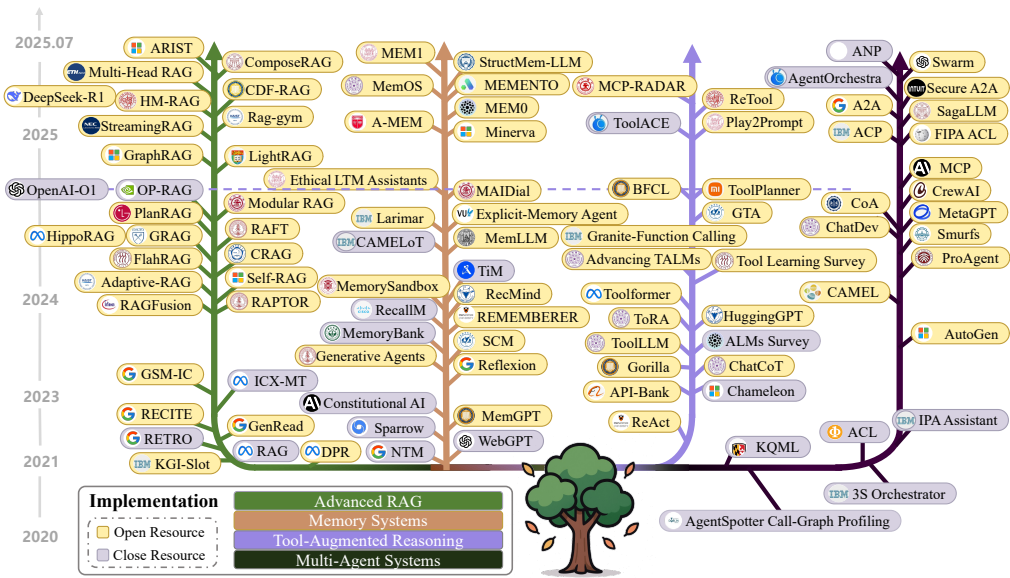 2025.07
2025
2024
2023
2021
2020
ARIST
Multi-Head RAG
DeepSeek-R1
HM-RAG
StreamingRAG
GraphRAG
OpenAI-O1
OP-RAG
PlanRAG
HippoRAG
GRAG
FlahRAG
Adaptive-RAG
RAGFusion
GSM-IC
RECITE
RETRO
KGI-Slot
ComposeRAG
CDF-RAG
Rag-gym
LightRAG
Ethical LTM Assistants
Modular RAG
RAFT
CRAG
Self-RAG
RAPTOR
ICX-MT
GenRead
RAG
DPR
MEM1
MemOS
A-MEM
Larimar
IBM
CAMELoT
MemorySandbox
RecallM
MemoryBank
Generative Agents
Constitutional AI
Sparrow
NTM
StructMem-LLM
MEMENTO
MEM0
Minerva
MAIDial
Explicit-Memory Agent
MemLLM
TiM
RecMind
REMEMBERER
SCM
Reflexion
MemGPT
WebGPT
MCP-RADAR
ToolACE
BFCL
IBM
Granite-Function Calling
Advancing TALMs
Toolformer
ToRA
ToolLLM
Gorilla
API-Bank
ReAct
ReTool
Play2Prompt
ToolPlanner
GTA
Tool Learning Survey
HuggingGPT
ALMs Survey
ChatCoT
Chameleon
ANP
AgentOrchestra
A2A
IBM
ACP
CoA
ChatDev
CAMEL
Swarm
Secure A2A
SagaLLM
FIPA ACL
MCP
CrewAI
MetaGPT
Smurfs
ProAgent
AutoGen
IBM
IPA Assistant
ACL
KQML
IBM
3S Orchestrator
AgentSpotter Call-Graph Profiling
Implementation
Open Resource
Close Resource
Advanced RAG
Memory Systems
Tool-Augmented Reasoning
Multi-Agent Systems